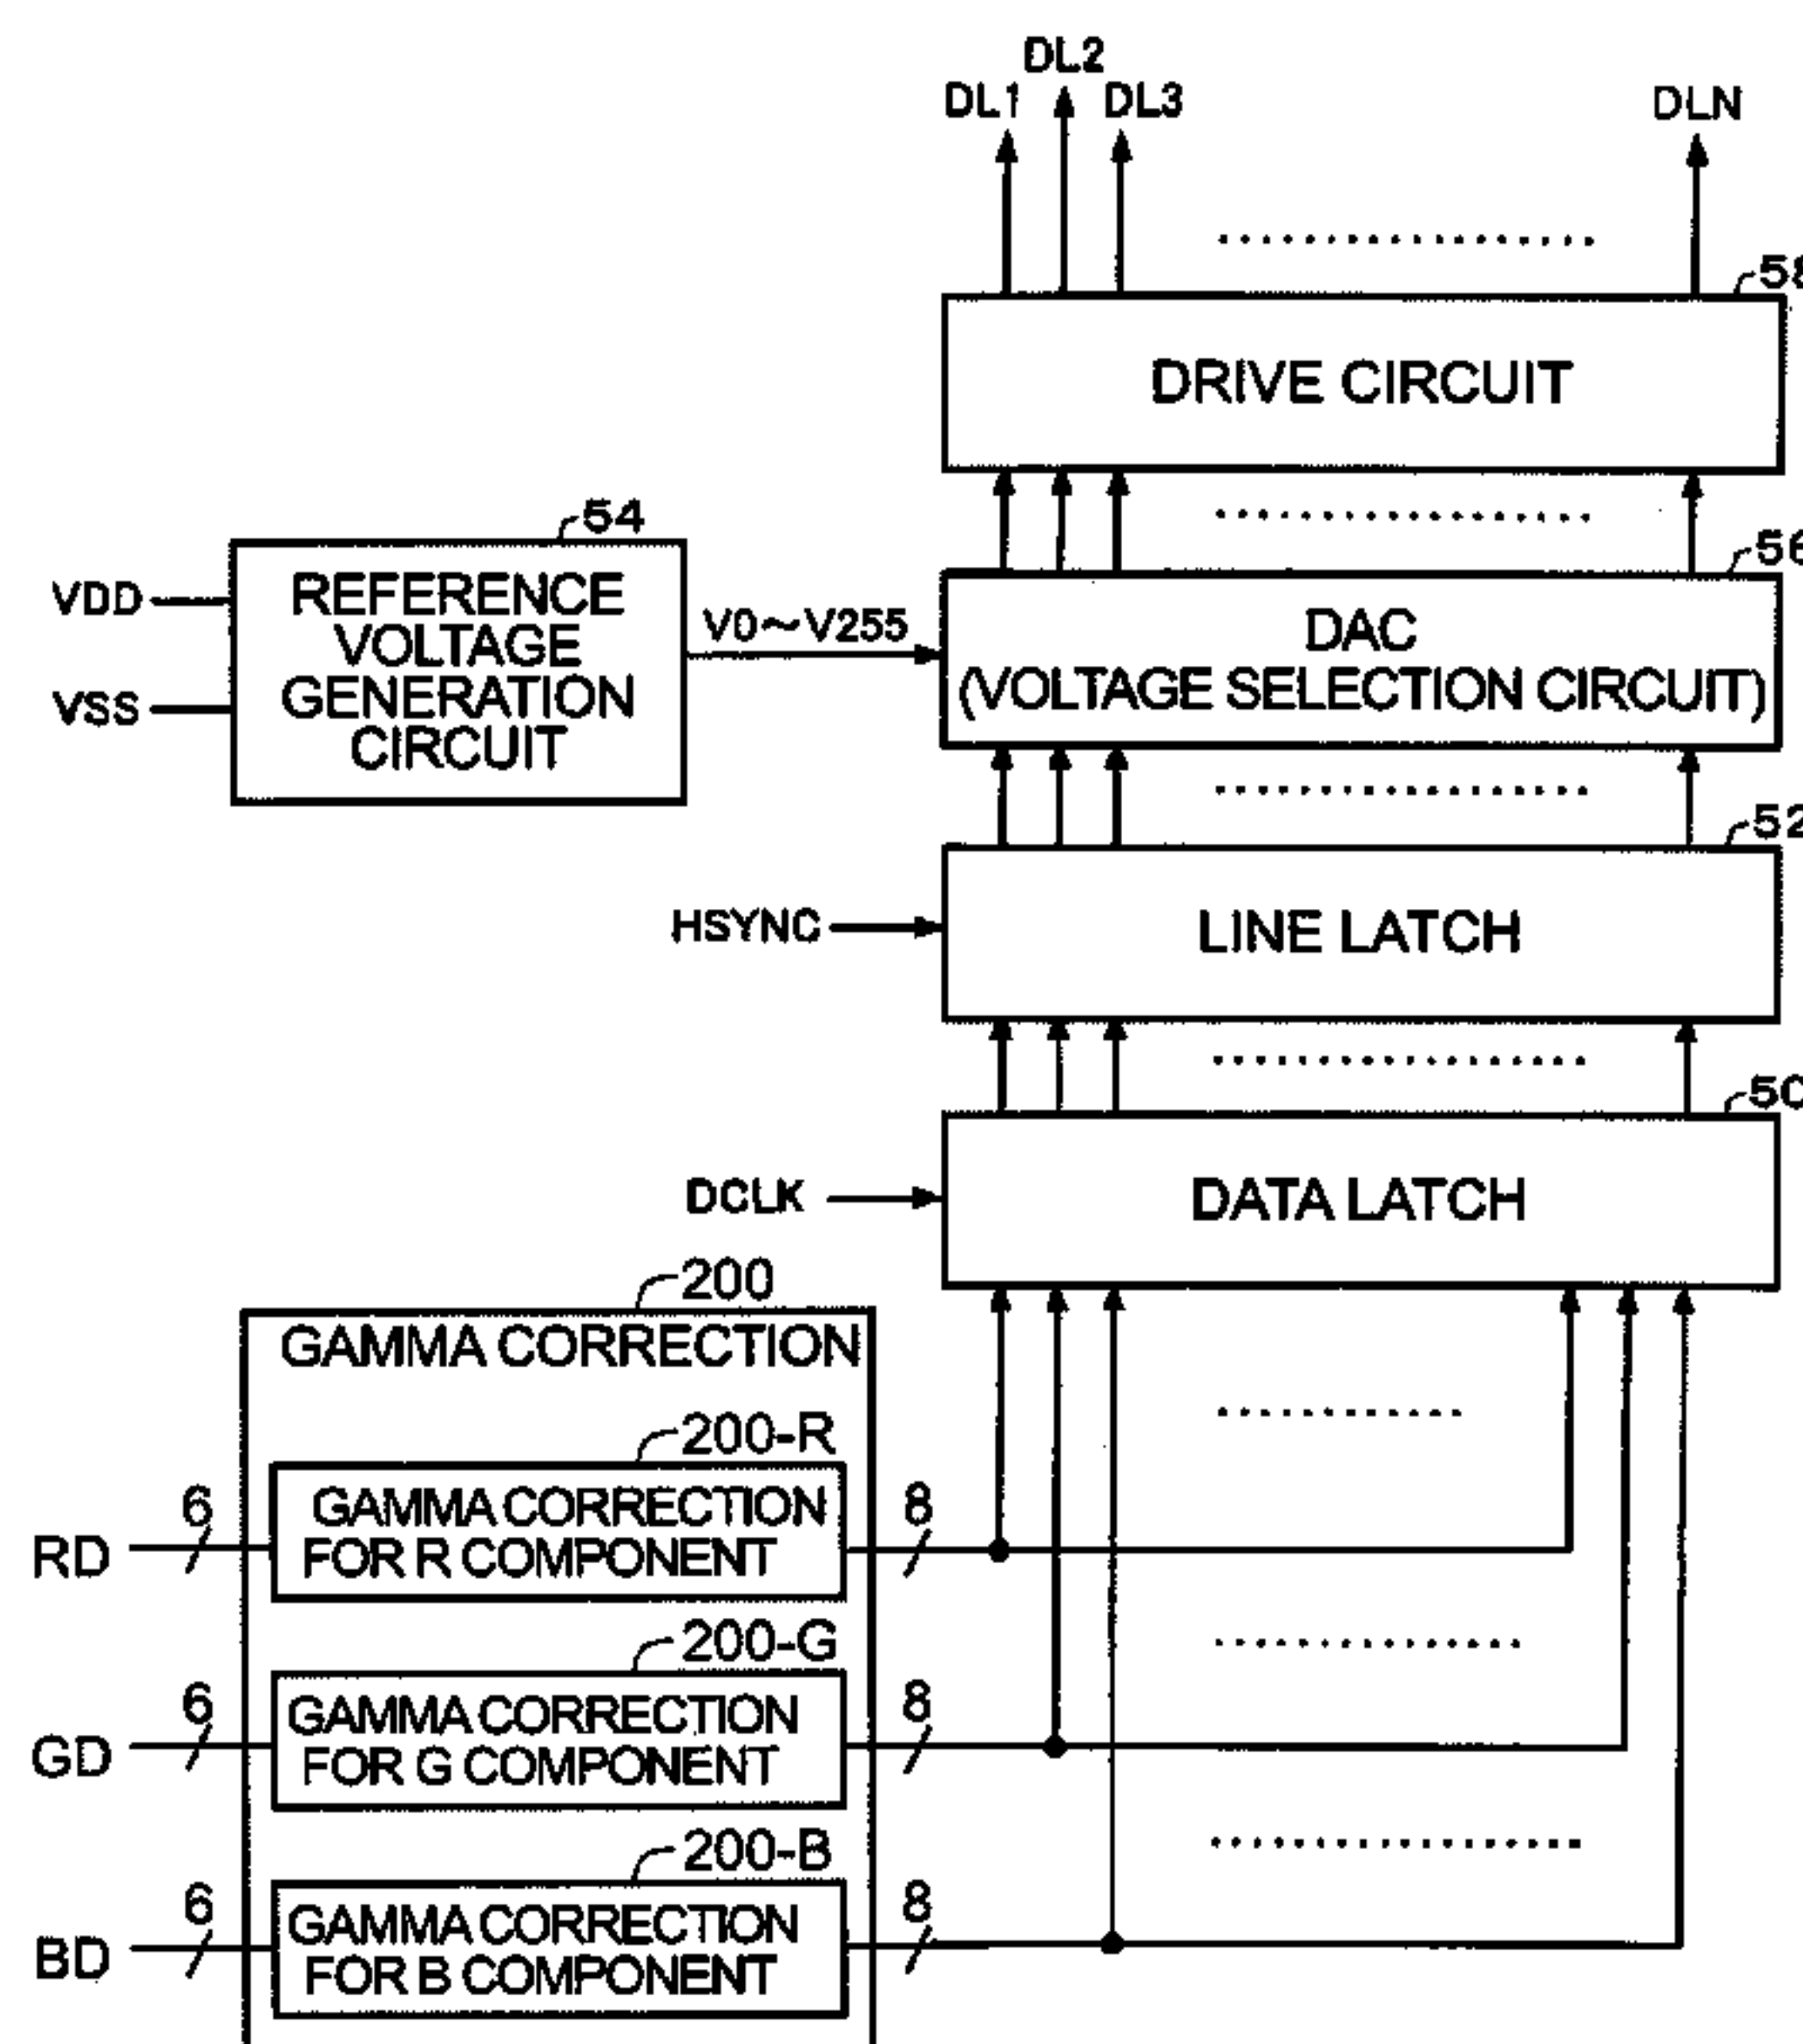 DL2
DL1 DL3 DLN
58
DRIVE CIRCUIT
54
56
VDD
REFERENCE
VOLTAGE
GENERATION
CIRCUIT
VSS
V0～V255
DAC
(VOLTAGE SELECTION CIRCUIT)
52
HSYNC
LINE LATCH
50
DCLK
DATA LATCH
200
GAMMA CORRECTION
200-R
RD
6
GAMMA CORRECTION
FOR R COMPONENT
8
200-G
GD
6
GAMMA CORRECTION
FOR G COMPONENT
8
200-B
BD
6
GAMMA CORRECTION
FOR B COMPONENT
8